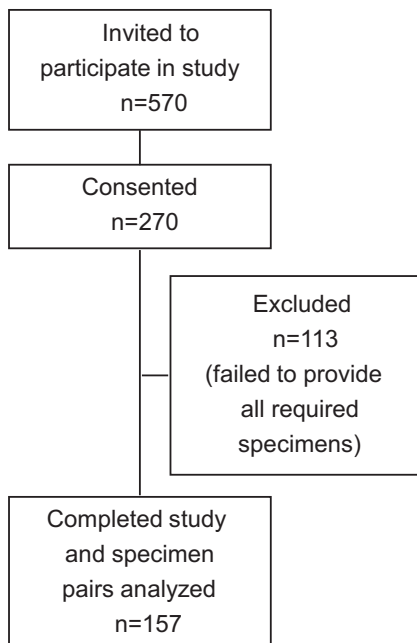 Invited to
participate in study
n=570
Consented
n=270
Excluded
n=113
(failed to provide
all required
specimens)
Completed study
and specimen
pairs analyzed
n=157